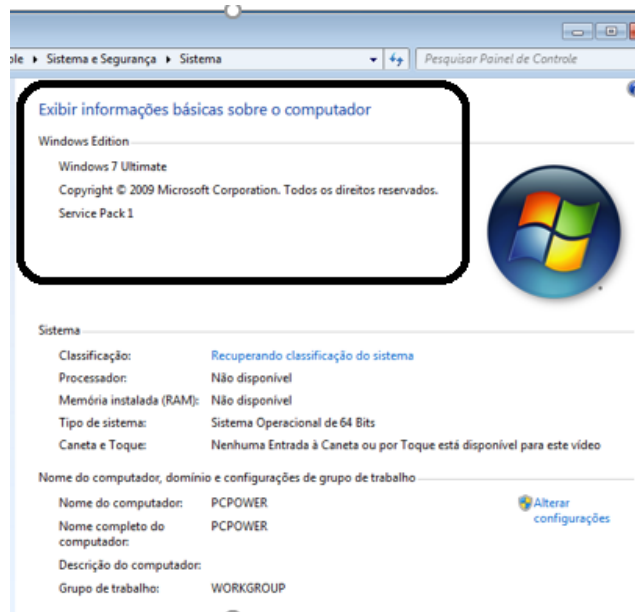 ole ▸ Sistema e Segurança ▸ Sistema
Pesquisar Painel de Controle
Exibir informações básicas sobre o computador
Windows Edition
Windows 7 Ultimate
Copyright © 2009 Microsoft Corporation. Todos os direitos reservados.
Service Pack 1
Sistema
Classificação: Recuperando classificação do sistema
Processador: Não disponível
Memória instalada (RAM): Não disponível
Tipo de sistema: Sistema Operacional de 64 Bits
Caneta e Toque: Nenhuma Entrada à Caneta ou por Toque está disponível para este vídeo
Nome do computador, domínio e configurações de grupo de trabalho
Nome do computador: PCPOWER Alterar
Nome completo do PCPOWER configurações
computador:
Descrição do computador:
Grupo de trabalho: WORKGROUP